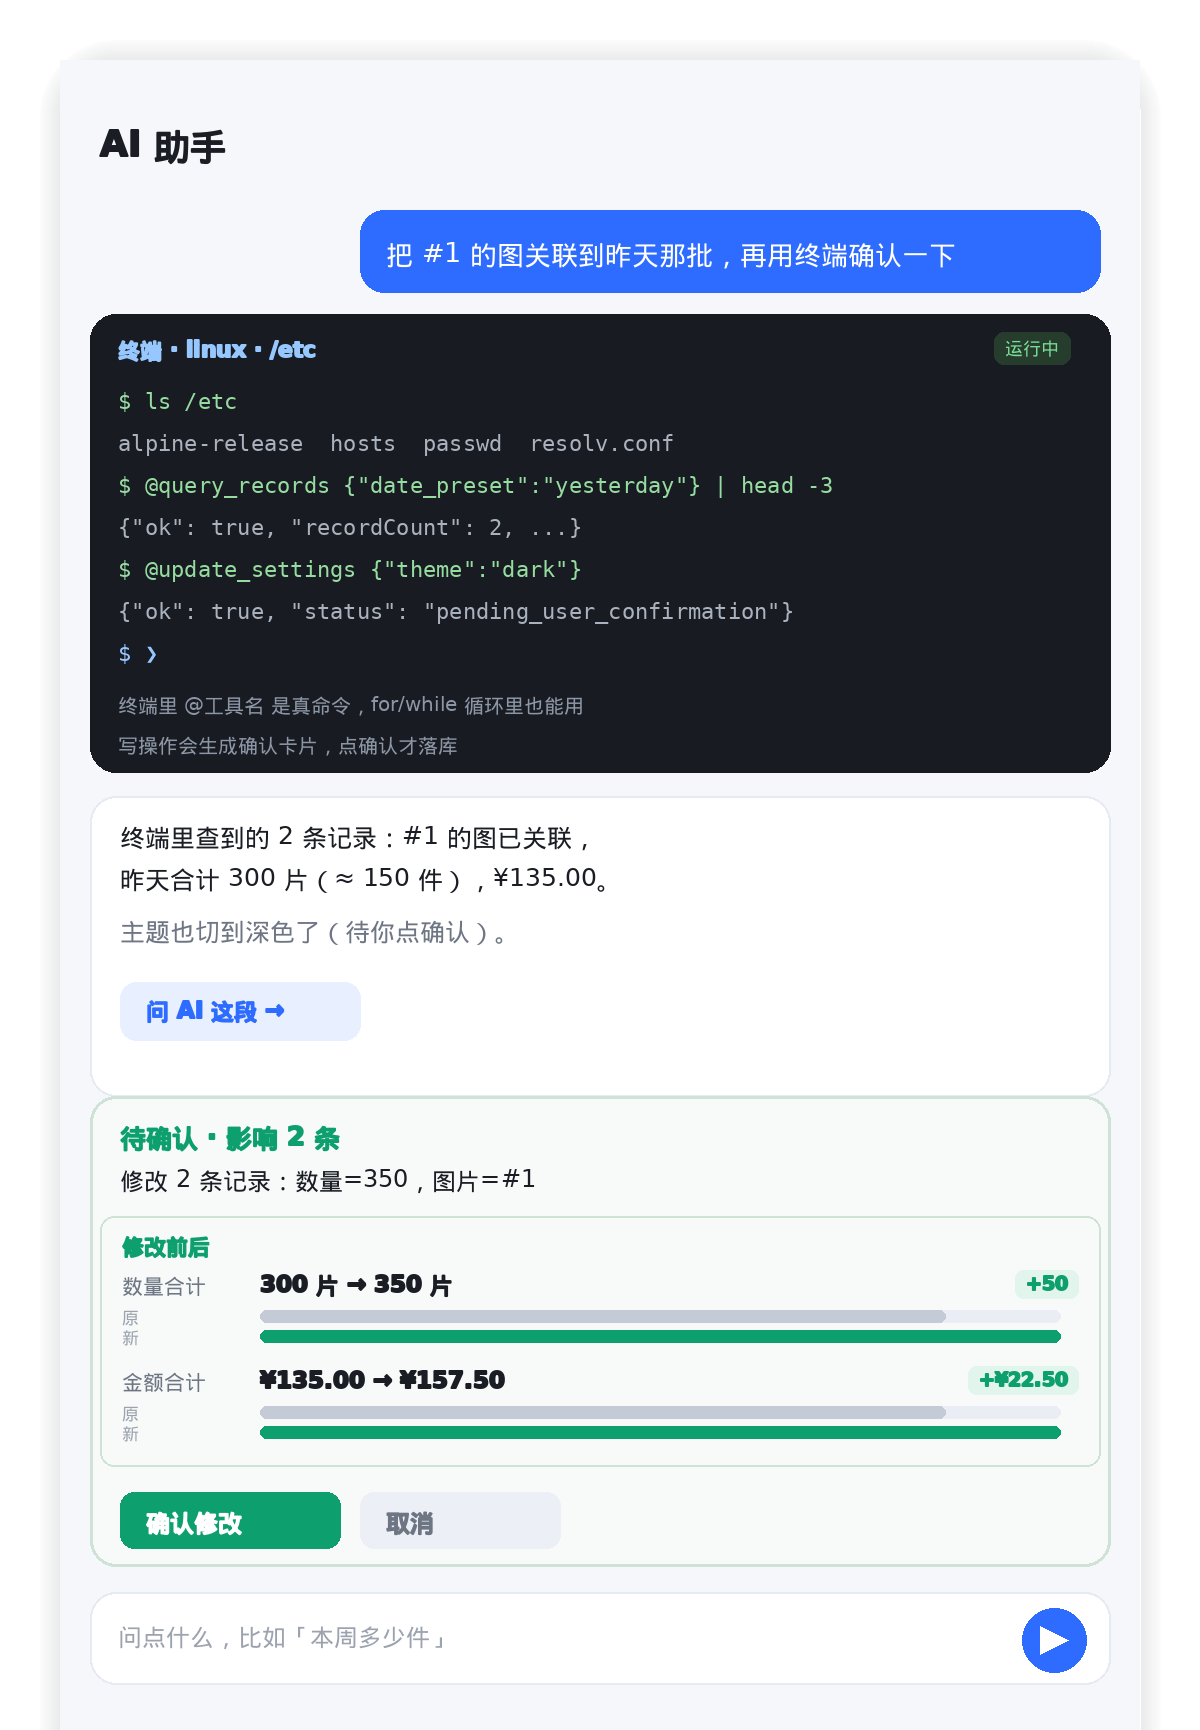 AI 助手
把 #1 的图关联到昨天那批，再用终端确认一下
终端 · linux · /etc
运行中
$ ls /etc
alpine-release  hosts  passwd  resolv.conf
$ @query_records {"date_preset":"yesterday"} | head -3
{"ok": true, "recordCount": 2, ...}
$ @update_settings {"theme":"dark"}
{"ok": true, "status": "pending_user_confirmation"}
$ ❯
终端里 @工具名 是真命令，for/while 循环里也能用
写操作会生成确认卡片，点确认才落库
终端里查到的 2 条记录：#1 的图已关联，
昨天合计 300 片（≈ 150 件），¥135.00。
主题也切到深色了（待你点确认）。
问 AI 这段 →
待确认 · 影响 2 条
修改 2 条记录：数量=350，图片=#1
修改前后
数量合计 300 片 → 350 片 +50
原
新
金额合计 ¥135.00 → ¥157.50 +¥22.50
原
新
确认修改 取消
问点什么，比如「本周多少件」